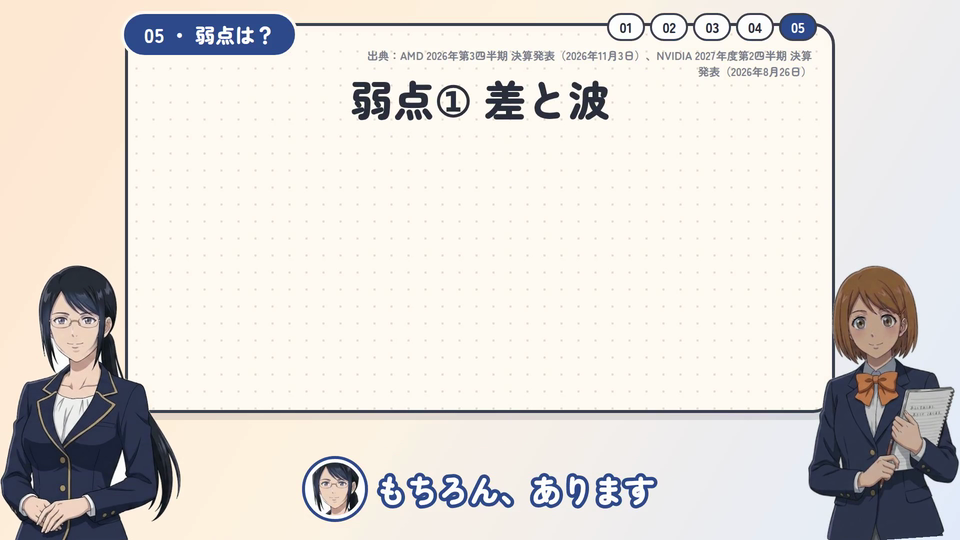 05 ・ 弱点は？
01 02 03 04 05
出典：AMD 2026年第3四半期 決算発表（2026年11月3日）、NVIDIA 2027年度第2四半期 決算
発表（2026年8月26日）
弱点① 差と波
もちろん、あります